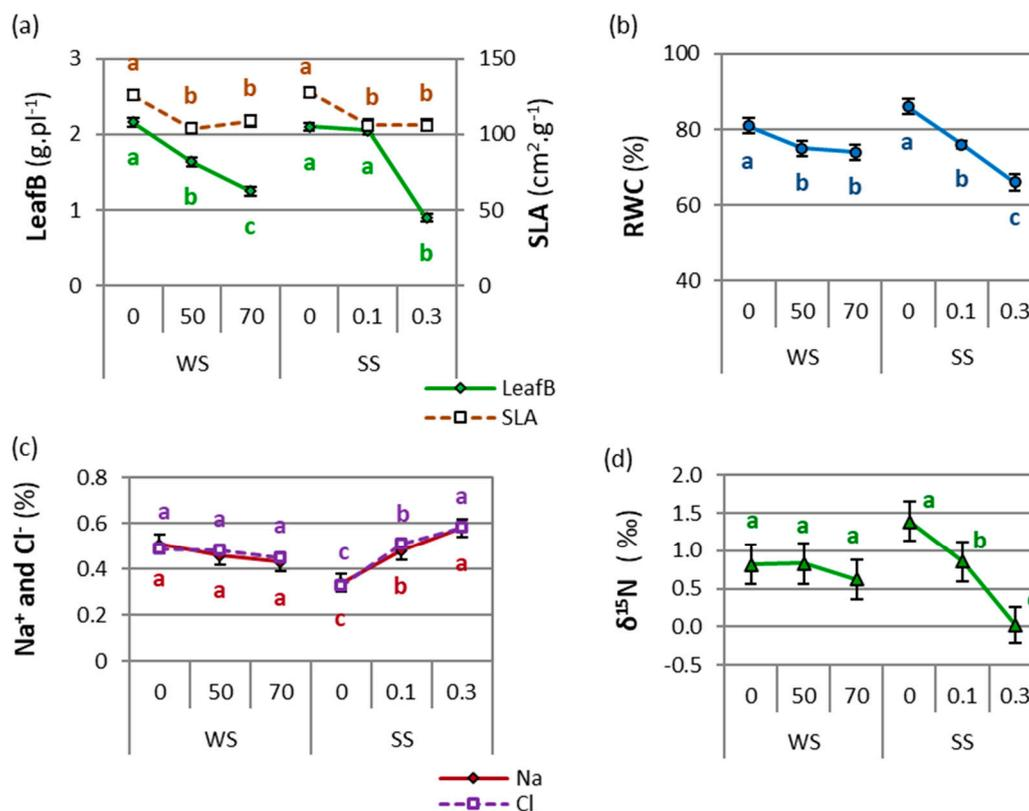 (a)
3
2
1
0
LeafB (g.pl⁻¹)
150
100
50
0
SLA (cm².g⁻¹)
a b b a b b
a b c a a b
0 50 70 0 0.1 0.3
WS SS
LeafB
SLA
(b)
100
80
60
40
RWC (%)
a b b a b c
0 50 70 0 0.1 0.3
WS SS
(c)
0.8
0.6
0.4
0.2
0
Na⁺ and Cl⁻ (%)
a a a c b a
a a a c b a
0 50 70 0 0.1 0.3
WS SS
Na
Cl
(d)
2.0
1.5
1.0
0.5
0.0
-0.5
δ¹⁵N (‰)
a a a a b
0 50 70 0 0.1 0.3
WS SS